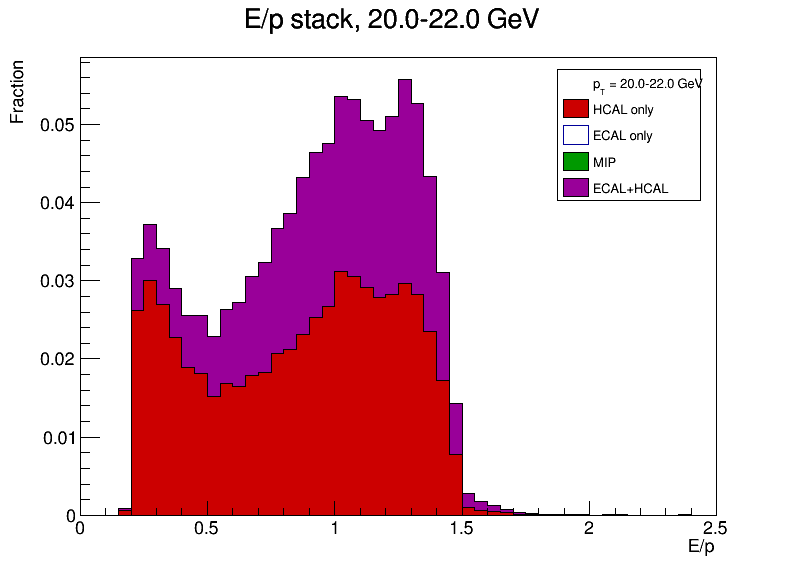 E/p stack, 20.0-22.0 GeV
Fraction
p_T = 20.0-22.0 GeV
HCAL only
ECAL only
MIP
ECAL+HCAL
0.05
0.04
0.03
0.02
0.01
0
0 0.5 1 1.5 2 2.5
E/p